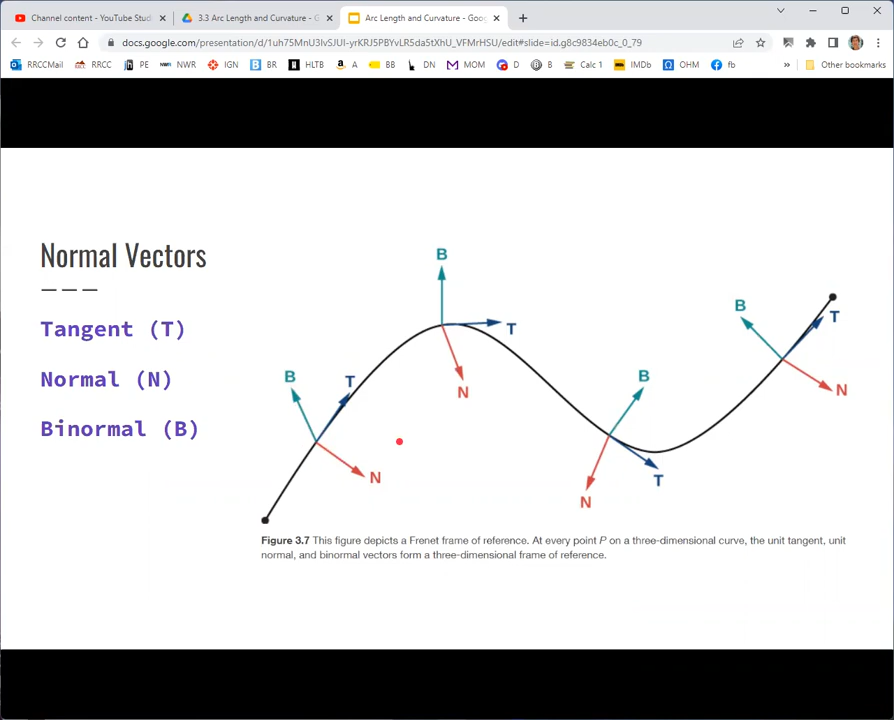 Channel content - YouTube Stud
3.3 Arc Length and Curvature - G
Arc Length and Curvature - Goog
docs.google.com/presentation/d/1uh75MnU3lvSJUI-yrKRJ5PBYvLR5da5tXhU_VFMrHSU/edit#slide=id.g8c9834eb0c_0_79
RRCCMail RRCC PE NWR IGN BR HLTB A BB DN MOM D B Calc 1 IMDb OHM fb » Other bookmarks
Normal Vectors
Tangent (T)
Normal (N)
Binormal (B)
B
T
N
B
T
N
B
T
N
B
T
N
Figure 3.7 This figure depicts a Frenet frame of reference. At every point P on a three-dimensional curve, the unit tangent, unit
normal, and binormal vectors form a three-dimensional frame of reference.